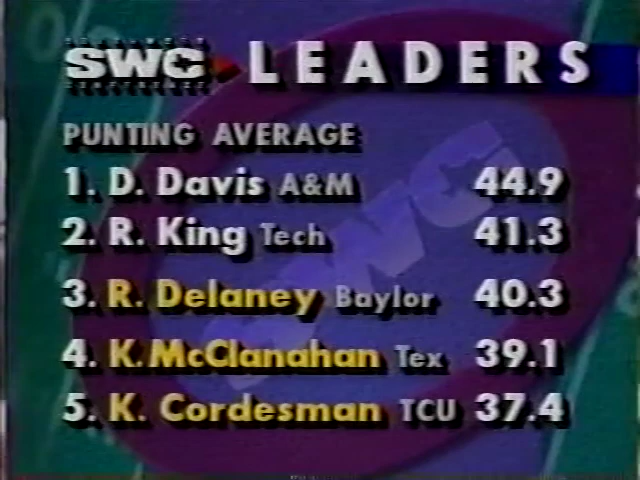 SWC LEADERS
PUNTING AVERAGE
1. D. Davis A&M 44.9
2. R. King Tech 41.3
3. R. Delaney Baylor 40.3
4. K. McClanahan Tex 39.1
5. K. Cordesman TCU 37.4
SWC